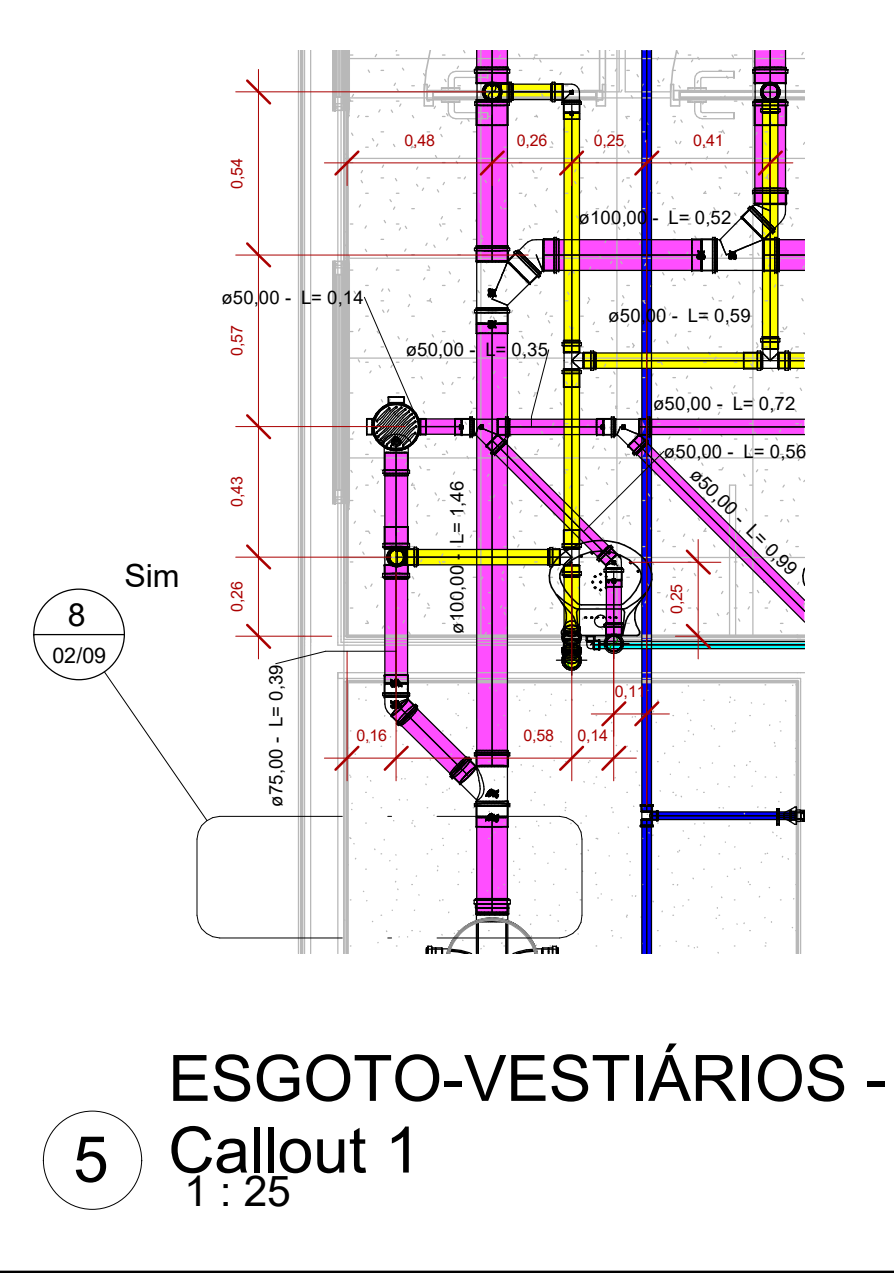 0,48
0,26
0,25
0,41
0,54
ø100,00 - L= 0,52
ø50,00 - L= 0,14
ø50,00 - L= 0,59
0,57
ø50,00 - L= 0,35
ø50,00 - L= 0,72
ø50,00 - L= 0,56
0,43
ø100,00 - L= 1,46
ø50,00 - L= 0,99
Sim
0,26
0,25
8
02/09
ø75,00 - L= 0,39
0,11
0,16
0,58
0,14
ESGOTO-VESTIÁRIOS -
5
Callout 1
1 : 25